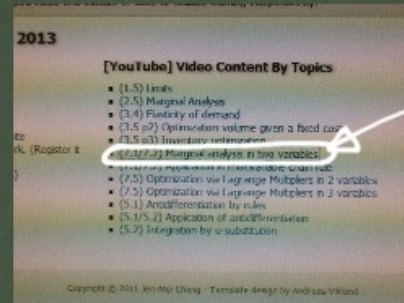 2013
[YouTube] Video Content By Topics
(1.5) Limits
(2.5) Marginal Analysis
(3.4) Elasticity of demand
(3.5 p2) Optimization volume given a fixed cost
(3.5 p3) Inventory optimization
(7.1/7.2) Marginal analysis in two variables
rk. (Register it
(7.5) Optimization via Lagrange Multipliers in 2 variables
(7.5) Optimization via Lagrange Multipliers in 3 variables
(5.1) Antidifferentiation by rules
(5.1/5.2) Application of antidifferentiation
(5.2) Integration by u-substitution
Copyright © 2011 Jen-Mei Chang · Template design by Andreas Viklund